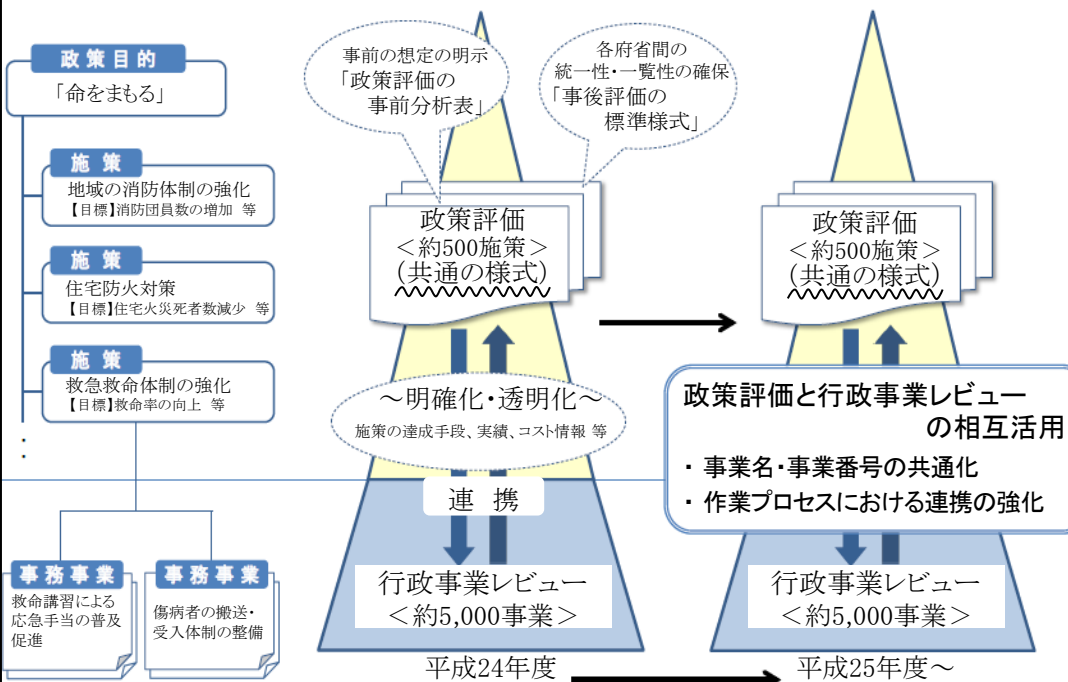 政策目的
「命をまもる」
施 策
地域の消防体制の強化
【目標】消防団員数の増加 等
施 策
住宅防火対策
【目標】住宅火災死者数減少 等
施 策
救急救命体制の強化
【目標】救命率の向上 等
:
事務事業
救命講習による
応急手当の普及
促進
事務事業
傷病者の搬送・
受入体制の整備
事前の想定の明示
「政策評価の
事前分析表」
各府省間の
統一性・一覧性の確保
「事後評価の
標準様式」
政策評価
＜約500施策＞
(共通の様式)
～明確化・透明化～
施策の達成手段、実績、コスト情報 等
連 携
行政事業レビュー
＜約5,000事業＞
平成24年度
政策評価
＜約500施策＞
(共通の様式)
政策評価と行政事業レビュー
の相互活用
・ 事業名・事業番号の共通化
・ 作業プロセスにおける連携の強化
行政事業レビュー
＜約5,000事業＞
平成25年度～